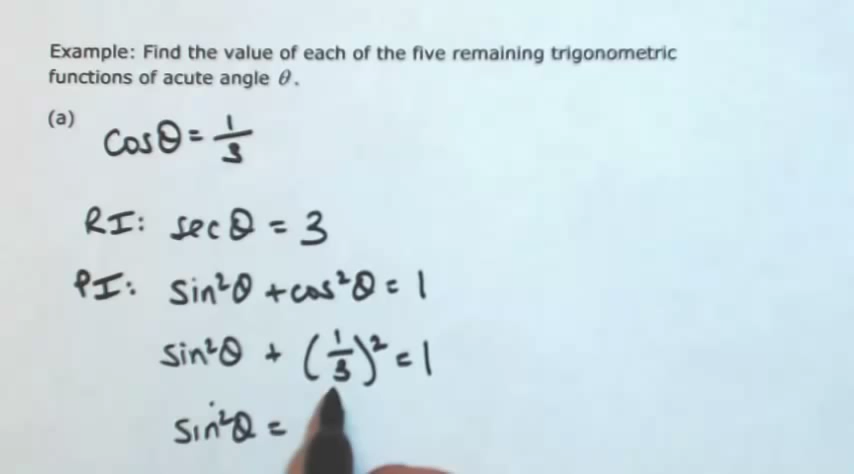 Example: Find the value of each of the five remaining trigonometric
functions of acute angle θ.
(a) cosθ = 1/3
RI: secθ = 3
PI: sin²θ + cos²θ = 1
sin²θ + (1/3)² = 1
sin²θ =